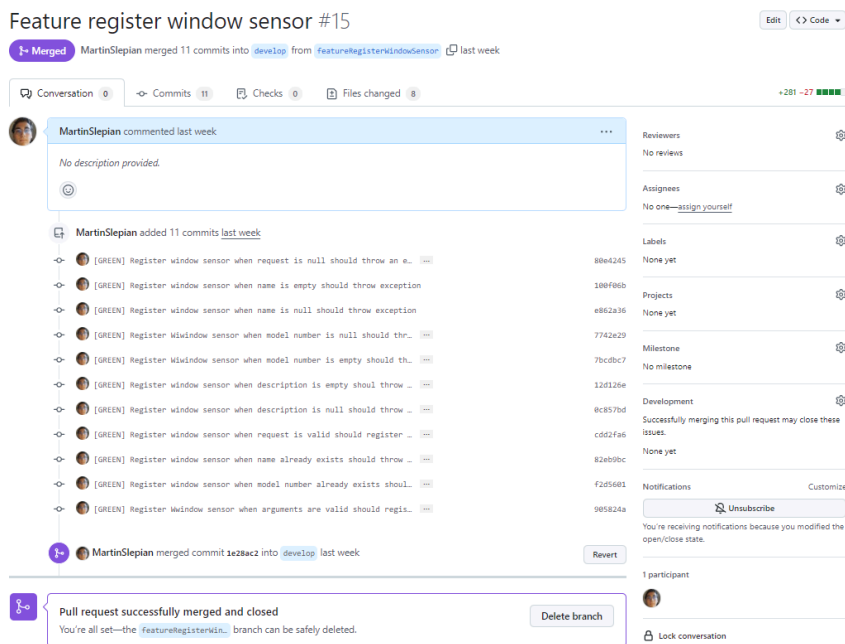 Feature register window sensor #15
Edit
<> Code
Merged
MartinSlepian merged 11 commits into develop from featureRegisterWindowSensor last week
Conversation 0
Commits 11
Checks 0
Files changed 8
+281 −27
MartinSlepian commented last week
...
No description provided.
MartinSlepian added 11 commits last week
[GREEN] Register window sensor when request is null should throw an e… ... 80e4245
[GREEN] Register window sensor when name is empty should throw exception 100f06b
[GREEN] Register window sensor when name is null should throw exception e862a36
[GREEN] Register Wiwindow sensor when model number is null should thr… ... 7742e29
[GREEN] Register Wiwindow sensor when model number is empty should th… ... 7bcdbc7
[GREEN] Register window sensor when description is empty shoul throw … ... 12d126e
[GREEN] Register window sensor when description is null should throw … ... 0c857bd
[GREEN] Register window sensor when request is valid should register … ... cdd2fa6
[GREEN] Register window sensor when name already exists should throw … ... 82eb9bc
[GREEN] Register window sensor when model number already exists shoul… ... f2d5601
[GREEN] Register Wwindow sensor when arguments are valid should regis… ... 905824a
MartinSlepian merged commit 1e28ac2 into develop last week
Revert
Pull request successfully merged and closed
You're all set—the featureRegisterWin… branch can be safely deleted.
Delete branch
Reviewers
No reviews
Assignees
No one—assign yourself
Labels
None yet
Projects
None yet
Milestone
No milestone
Development
Successfully merging this pull request may close these
issues.
None yet
Notifications
Customize
Unsubscribe
You're receiving notifications because you modified the
open/close state.
1 participant
Lock conversation